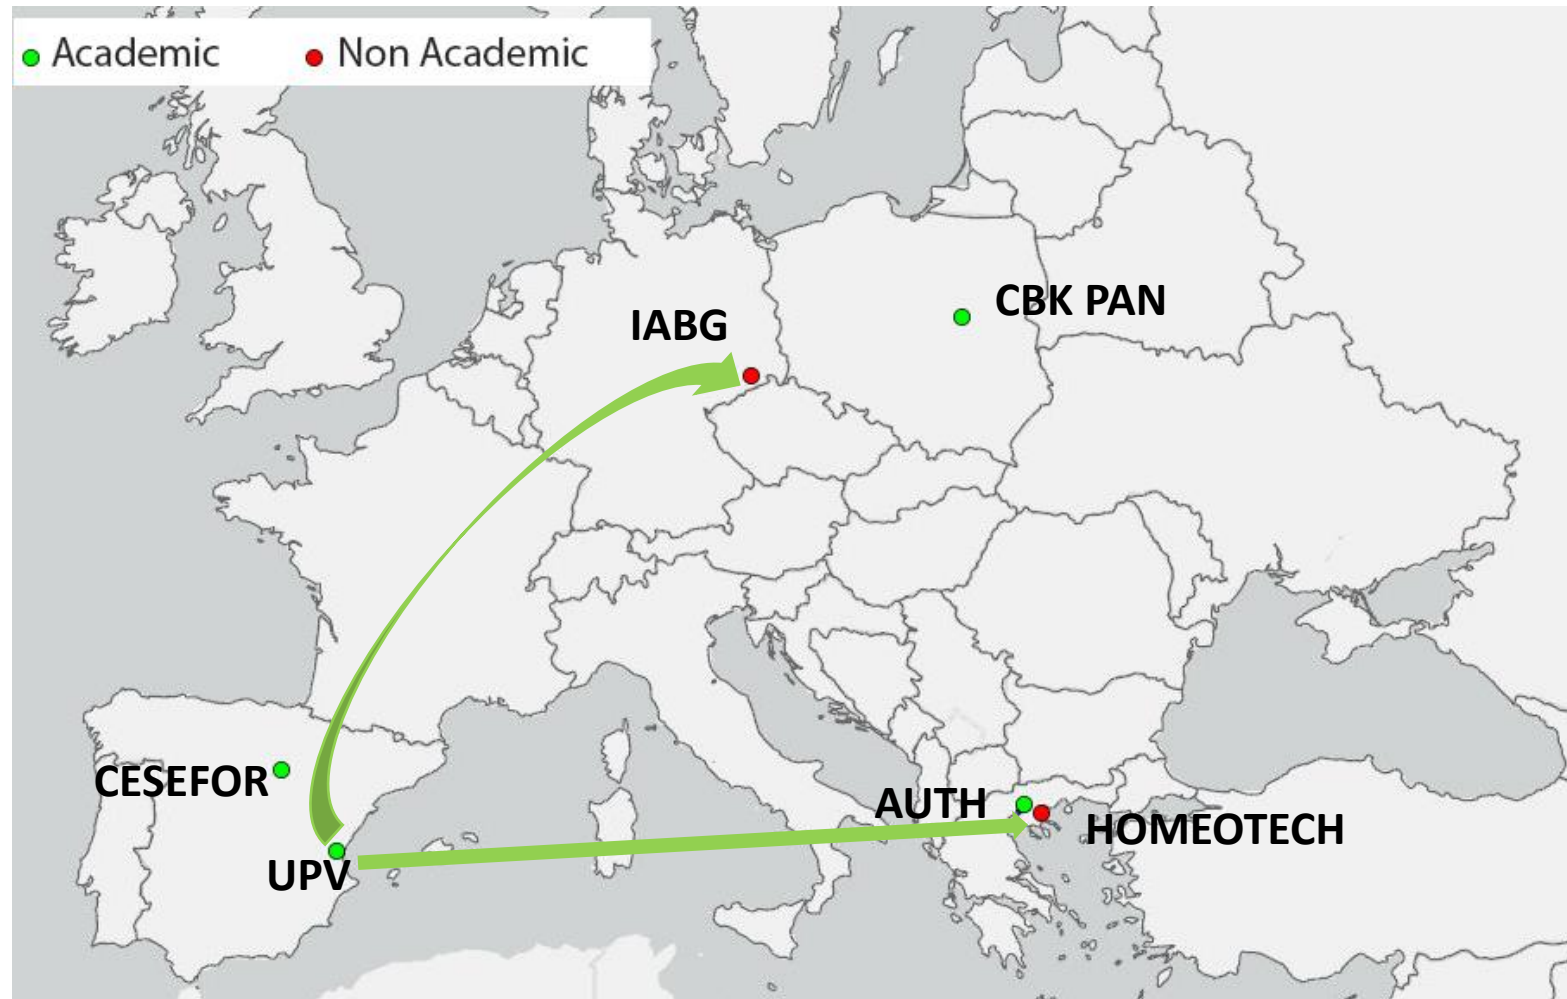 Academic
Non Academic
CBK PAN
IABG
CESEFOR
AUTH
HOMEOTECH
UPV